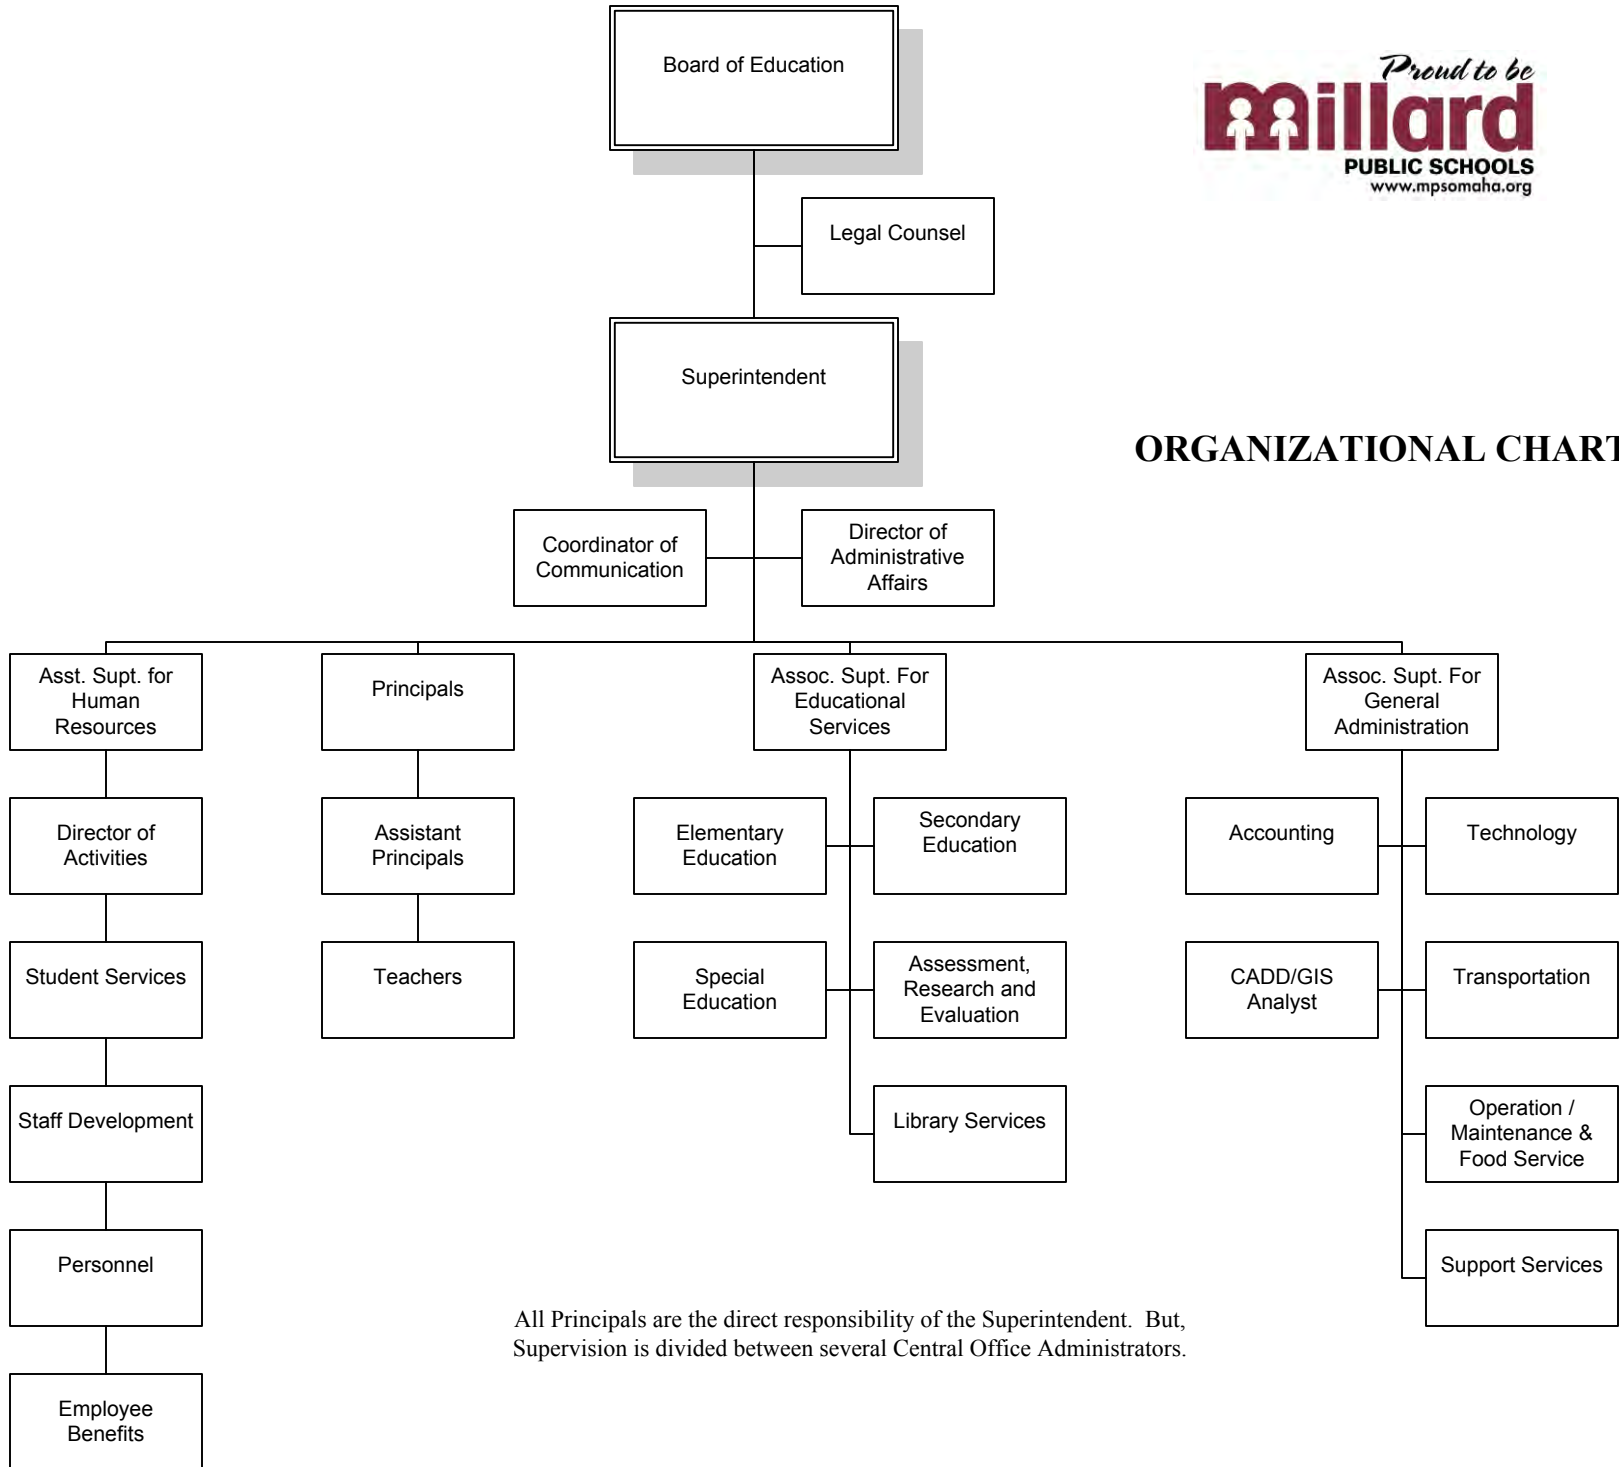 Board of Education
Proud to be
millard
PUBLIC SCHOOLS
www.mpsomaha.org
Legal Counsel
Superintendent
ORGANIZATIONAL CHART
Coordinator of
Communication
Director of
Administrative
Affairs
Asst. Supt. for
Human
Resources
Principals
Assoc. Supt. For
Educational
Services
Assoc. Supt. For
General
Administration
Director of
Activities
Assistant
Principals
Elementary
Education
Secondary
Education
Accounting
Technology
Student Services
Teachers
Special
Education
Assessment,
Research and
Evaluation
CADD/GIS
Analyst
Transportation
Staff Development
Library Services
Operation /
Maintenance &
Food Service
Personnel
Support Services
All Principals are the direct responsibility of the Superintendent.  But,
Supervision is divided between several Central Office Administrators.
Employee
Benefits